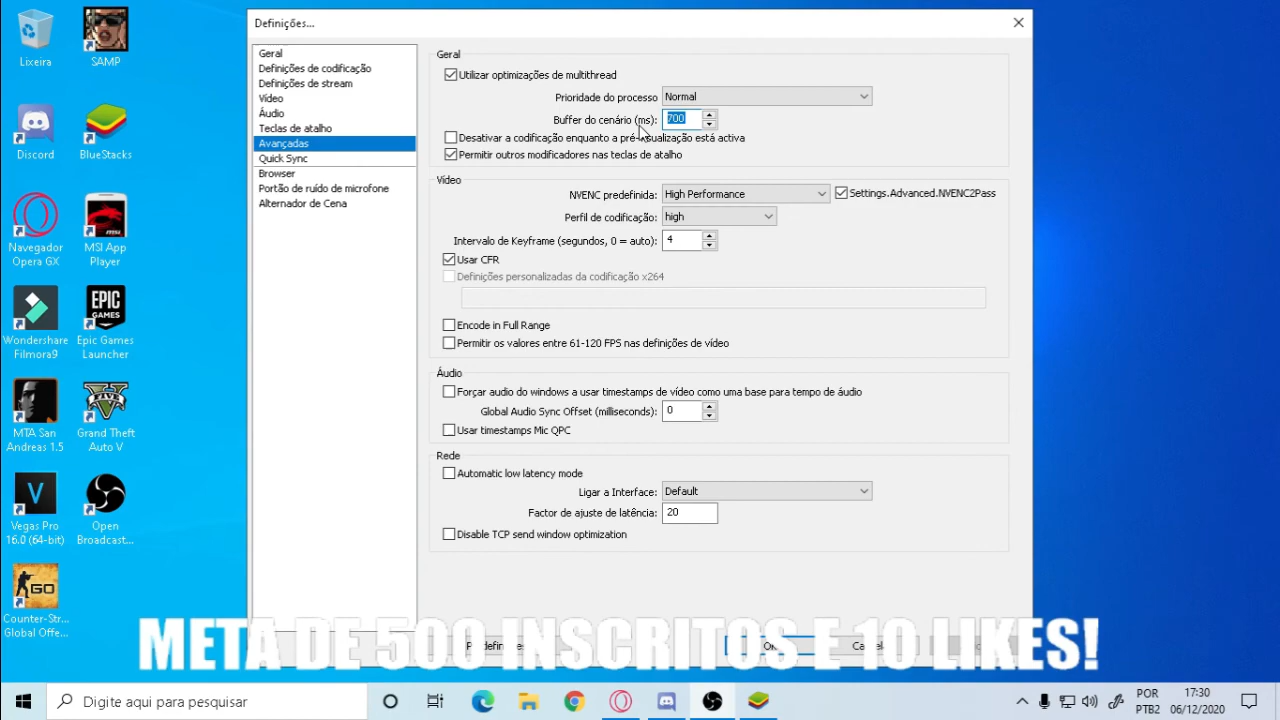 Lixeira
SAMP
Discord
BlueStacks
Navegador
Opera GX
MSI App
Player
Wondershare
Filmora9
EPIC
GAMES
Epic Games
Launcher
MTA San
Andreas 1.5
FIVE
Grand Theft
Auto V
Vegas Pro
16.0 (64-bit)
Open
Broadcast...
GO
Counter-Str...
Global Offe...
Definições...
Geral
Definições de codificação
Definições de stream
Vídeo
Áudio
Teclas de atalho
Avançadas
Quick Sync
Browser
Portão de ruído de microfone
Alternador de Cena
Geral
Utilizar optimizações de multithread
Prioridade do processo Normal
Buffer do cenário (ms): 700
Desativar a codificação enquanto a pré-visualização está activa
Permitir outros modificadores nas teclas de atalho
Vídeo
NVENC predefinida: High Performance Settings.Advanced.NVENC2Pass
Perfil de codificação: high
Intervalo de Keyframe (segundos, 0 = auto): 4
Usar CFR
Definições personalizadas da codificação x264
Encode in Full Range
Permitir os valores entre 61-120 FPS nas definições de vídeo
Áudio
Forçar audio do windows a usar timestamps de vídeo como uma base para tempo de áudio
Global Audio Sync Offset (milliseconds): 0
Usar timestamps Mic QPC
Rede
Automatic low latency mode
Ligar a Interface: Default
Factor de ajuste de latência: 20
Disable TCP send window optimization
META DE 500 INSCRITOS E 10 LIKES!
Digite aqui para pesquisar
POR
PTB2
17:30
06/12/2020